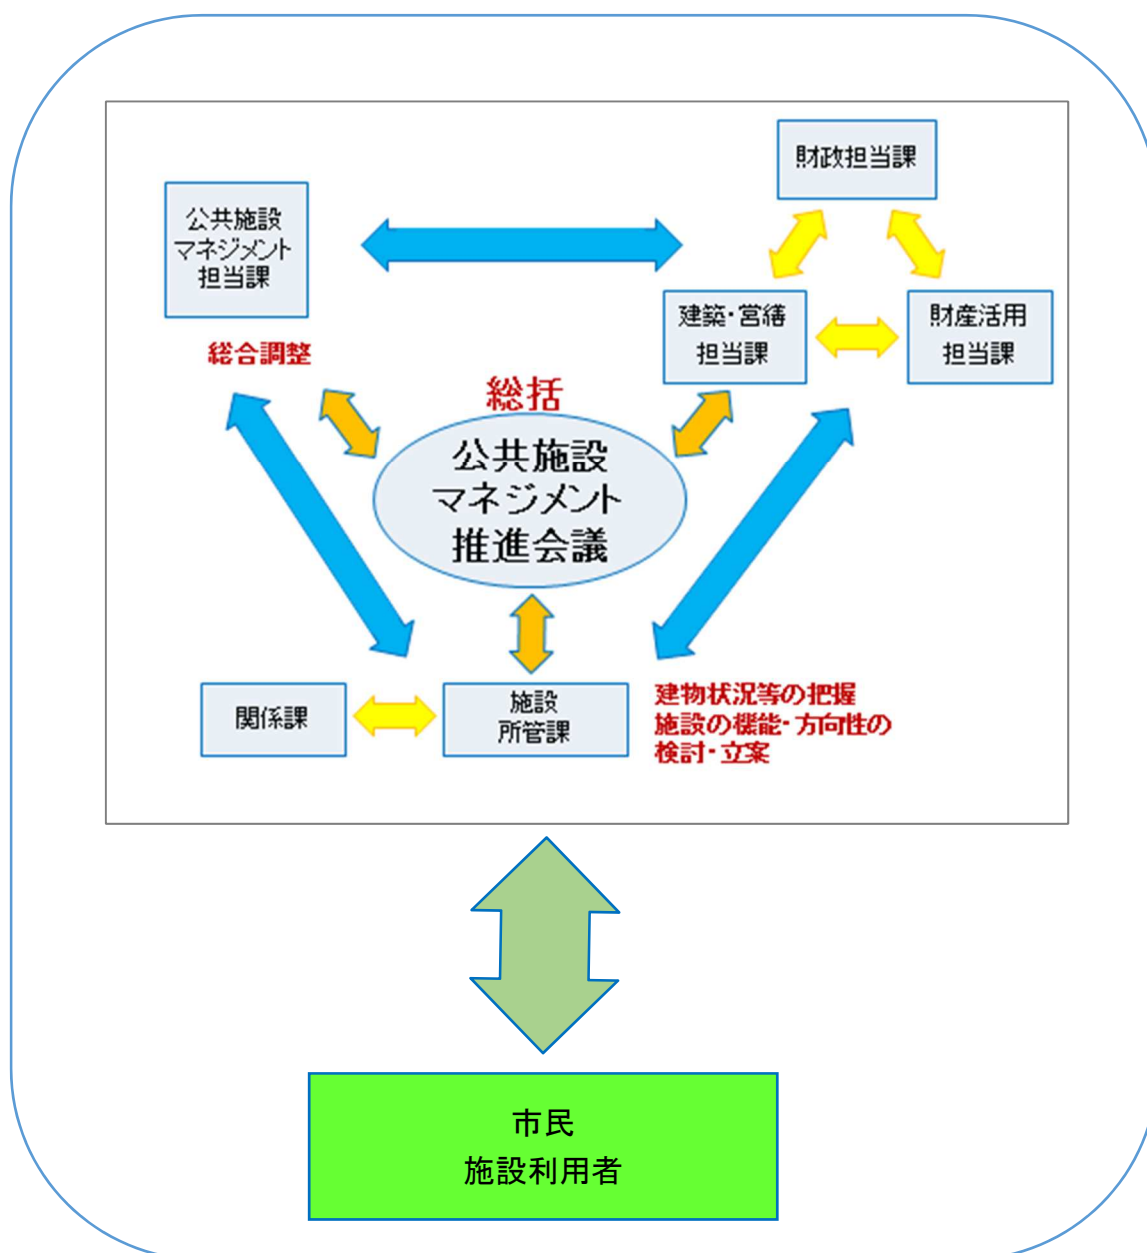 財政担当課
公共施設
マネジメント
担当課
建築・営繕
担当課
財産活用
担当課
総合調整
総括
公共施設
マネジメント
推進会議
関係課
施設
所管課
建物状況等の把握
施設の機能・方向性の
検討・立案
市民
施設利用者